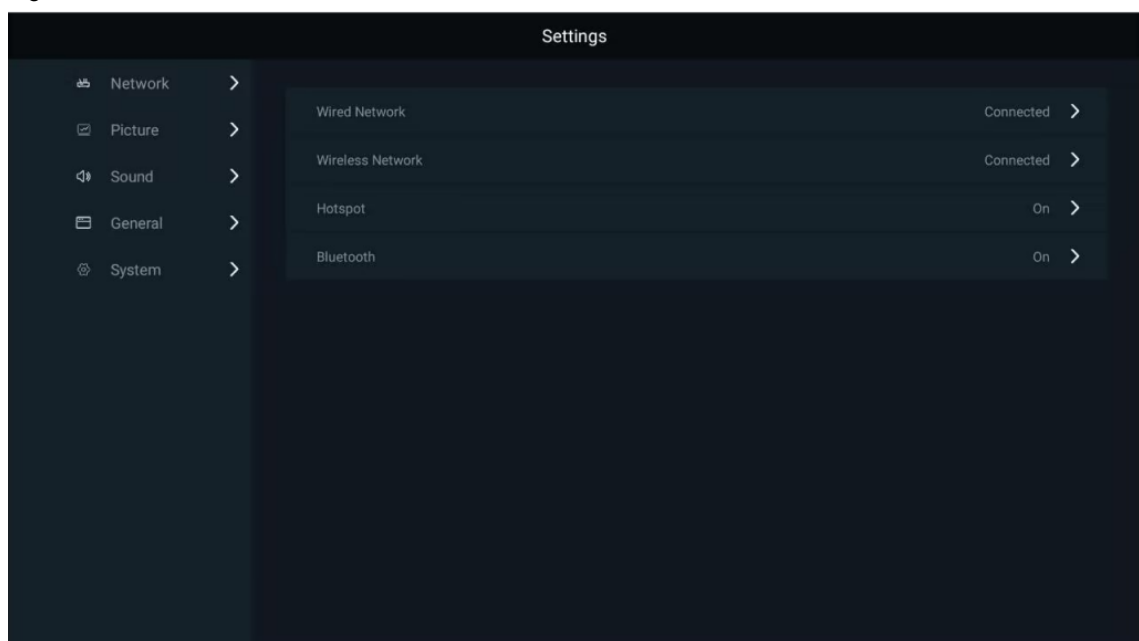 Settings
Network
Picture
Sound
General
System
Wired Network Connected
Wireless Network Connected
Hotspot On
Bluetooth On